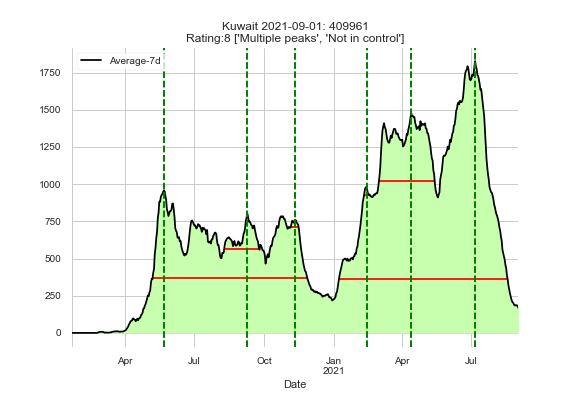 Kuwait 2021-09-01: 409961
Rating:8 ['Multiple peaks', 'Not in control']
Average-7d
1750
1500
1250
1000
750
500
250
0
Apr
Jul
Oct
Jan
2021
Apr
Jul
Date